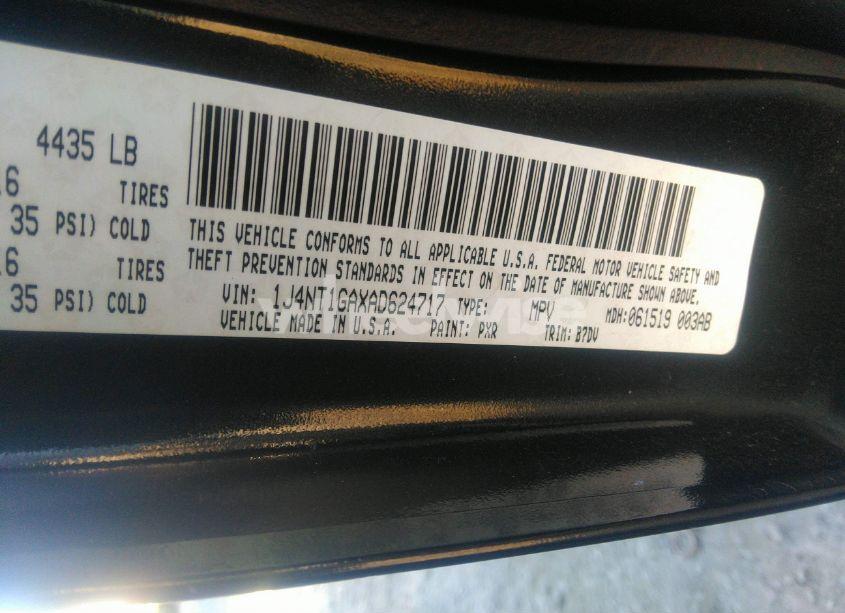 4435 LB
.6 TIRES
35 PSI) COLD
.6 TIRES
35 PSI) COLD
THIS VEHICLE CONFORMS TO ALL APPLICABLE U.S.A. FEDERAL MOTOR VEHICLE SAFETY AND
THEFT PREVENTION STANDARDS IN EFFECT ON THE DATE OF MANUFACTURE SHOWN ABOVE.
VIN: 1J4NT1GAXAD624717 TYPE: MPV MDH:061519 003AB
VEHICLE MADE IN U.S.A. PAINT: PXR TRIM: B7DV